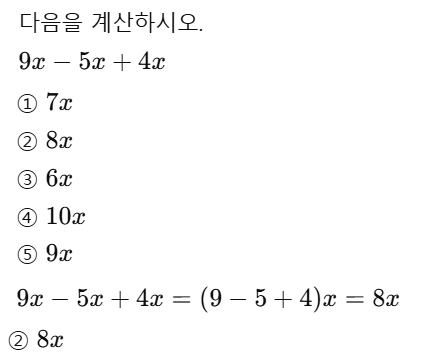 다음을 계산하시오.
9x − 5x + 4x
① 7x
② 8x
③ 6x
④ 10x
⑤ 9x
9x − 5x + 4x = (9 − 5 + 4)x = 8x
② 8x